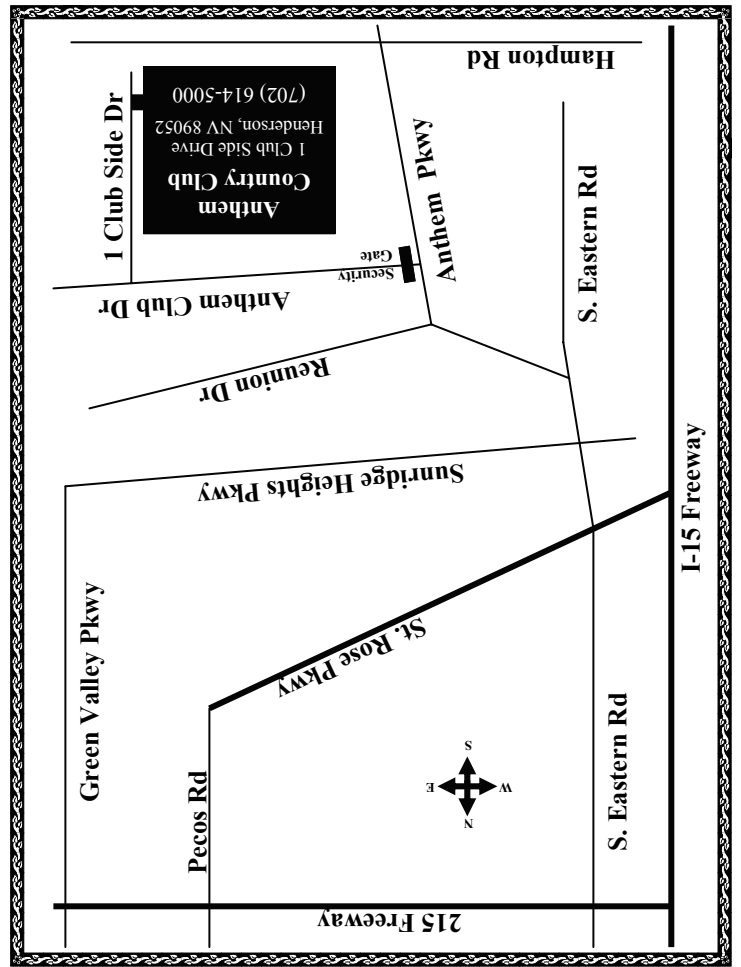 215 Freeway
S. Eastern Rd
Pecos Rd
Green Valley Pkwy
N
W
E
S
St. Rose Pkwy
I-15 Freeway
Sunridge Heights Pkwy
Reunion Dr
S. Eastern Rd
Anthem Pkwy
Anthem Club Dr
Security
Gate
1 Club Side Dr
Anthem
Country Club
1 Club Side Drive
Henderson, NV 89052
(702) 614-5000
Hampton Rd